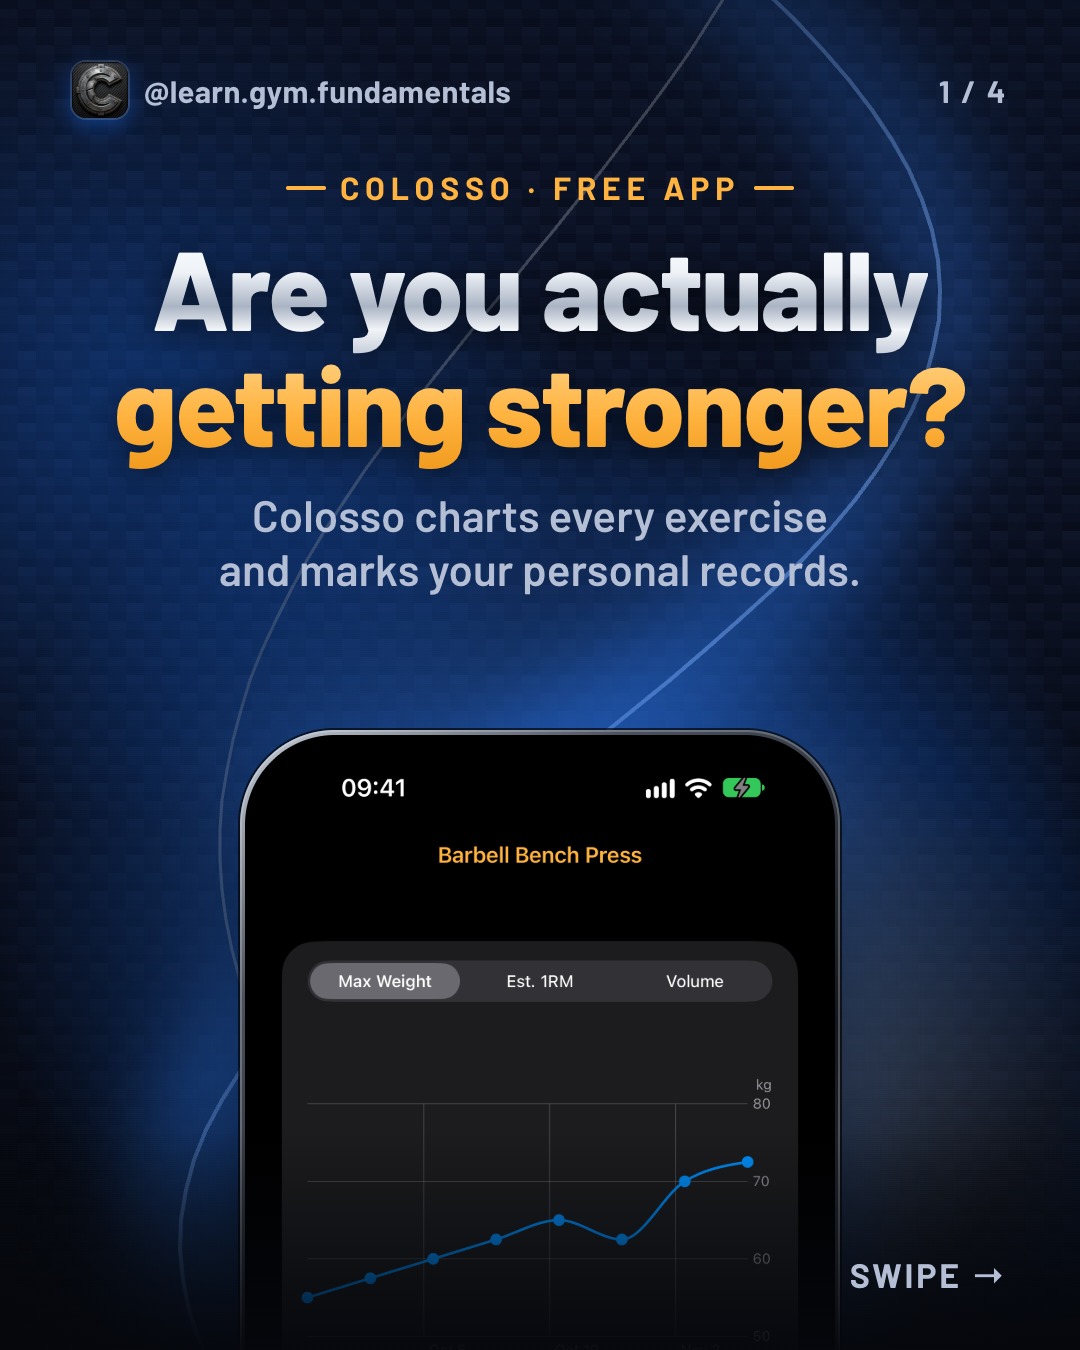 @learn.gym.fundamentals
1 / 4
COLOSSO · FREE APP
Are you actually
getting stronger?
Colosso charts every exercise
and marks your personal records.
09:41
Barbell Bench Press
Max Weight Est. 1RM Volume
kg
80
70
60
SWIPE →
50